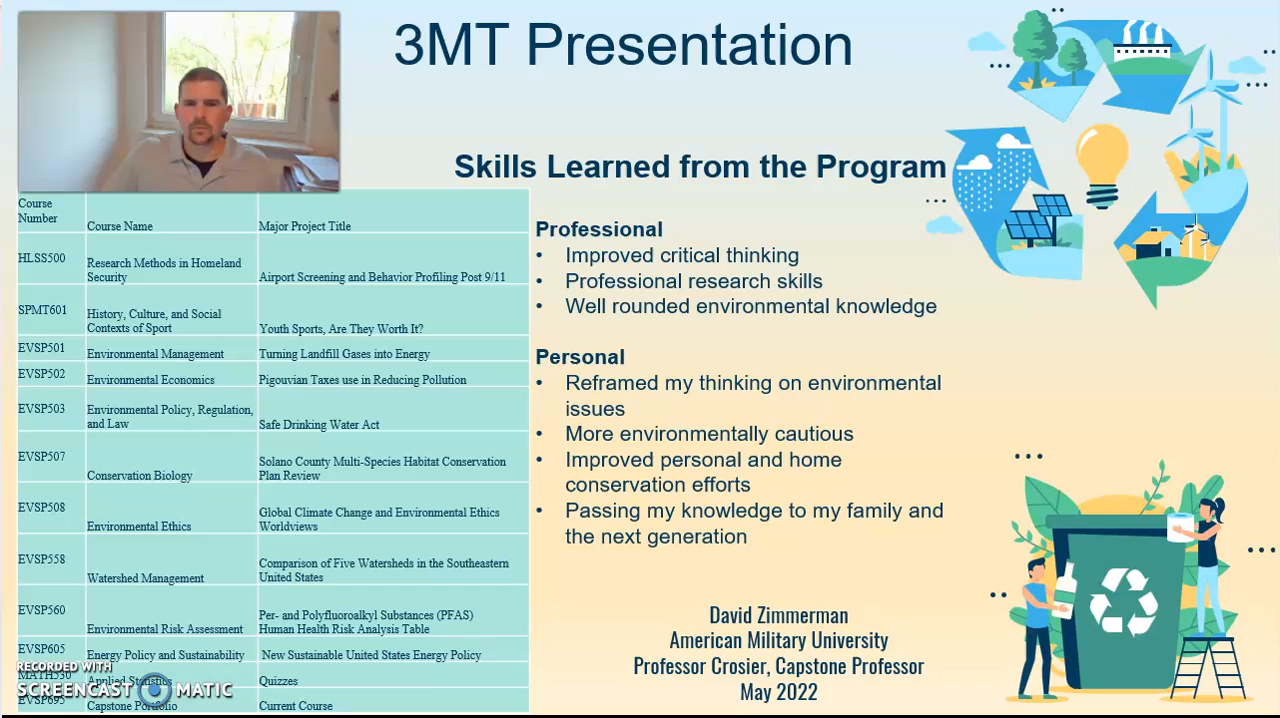 3MT Presentation
Skills Learned from the Program
Course
Number
Course Name
Major Project Title
HLSS500
Research Methods in Homeland
Security
Airport Screening and Behavior Profiling Post 9/11
SPMT601
History, Culture, and Social
Contexts of Sport
Youth Sports, Are They Worth It?
EVSP501
Environmental Management
Turning Landfill Gases into Energy
EVSP502
Environmental Economics
Pigouvian Taxes use in Reducing Pollution
EVSP503
Environmental Policy, Regulation,
and Law
Safe Drinking Water Act
EVSP507
Conservation Biology
Solano County Multi-Species Habitat Conservation
Plan Review
EVSP508
Environmental Ethics
Global Climate Change and Environmental Ethics
Worldviews
EVSP558
Watershed Management
Comparison of Five Watersheds in the Southeastern
United States
EVSP560
Environmental Risk Assessment
Per- and Polyfluoroalkyl Substances (PFAS)
Human Health Risk Analysis Table
EVSP605
Energy Policy and Sustainability
New Sustainable United States Energy Policy
Applied Statistics
Quizzes
EVSP695
Capstone Portfolio
Current Course
RECORDED WITH
SCREENCAST MATIC
Professional
• Improved critical thinking
• Professional research skills
• Well rounded environmental knowledge
Personal
• Reframed my thinking on environmental
issues
• More environmentally cautious
• Improved personal and home
conservation efforts
• Passing my knowledge to my family and
the next generation
David Zimmerman
American Military University
Professor Crosier, Capstone Professor
May 2022